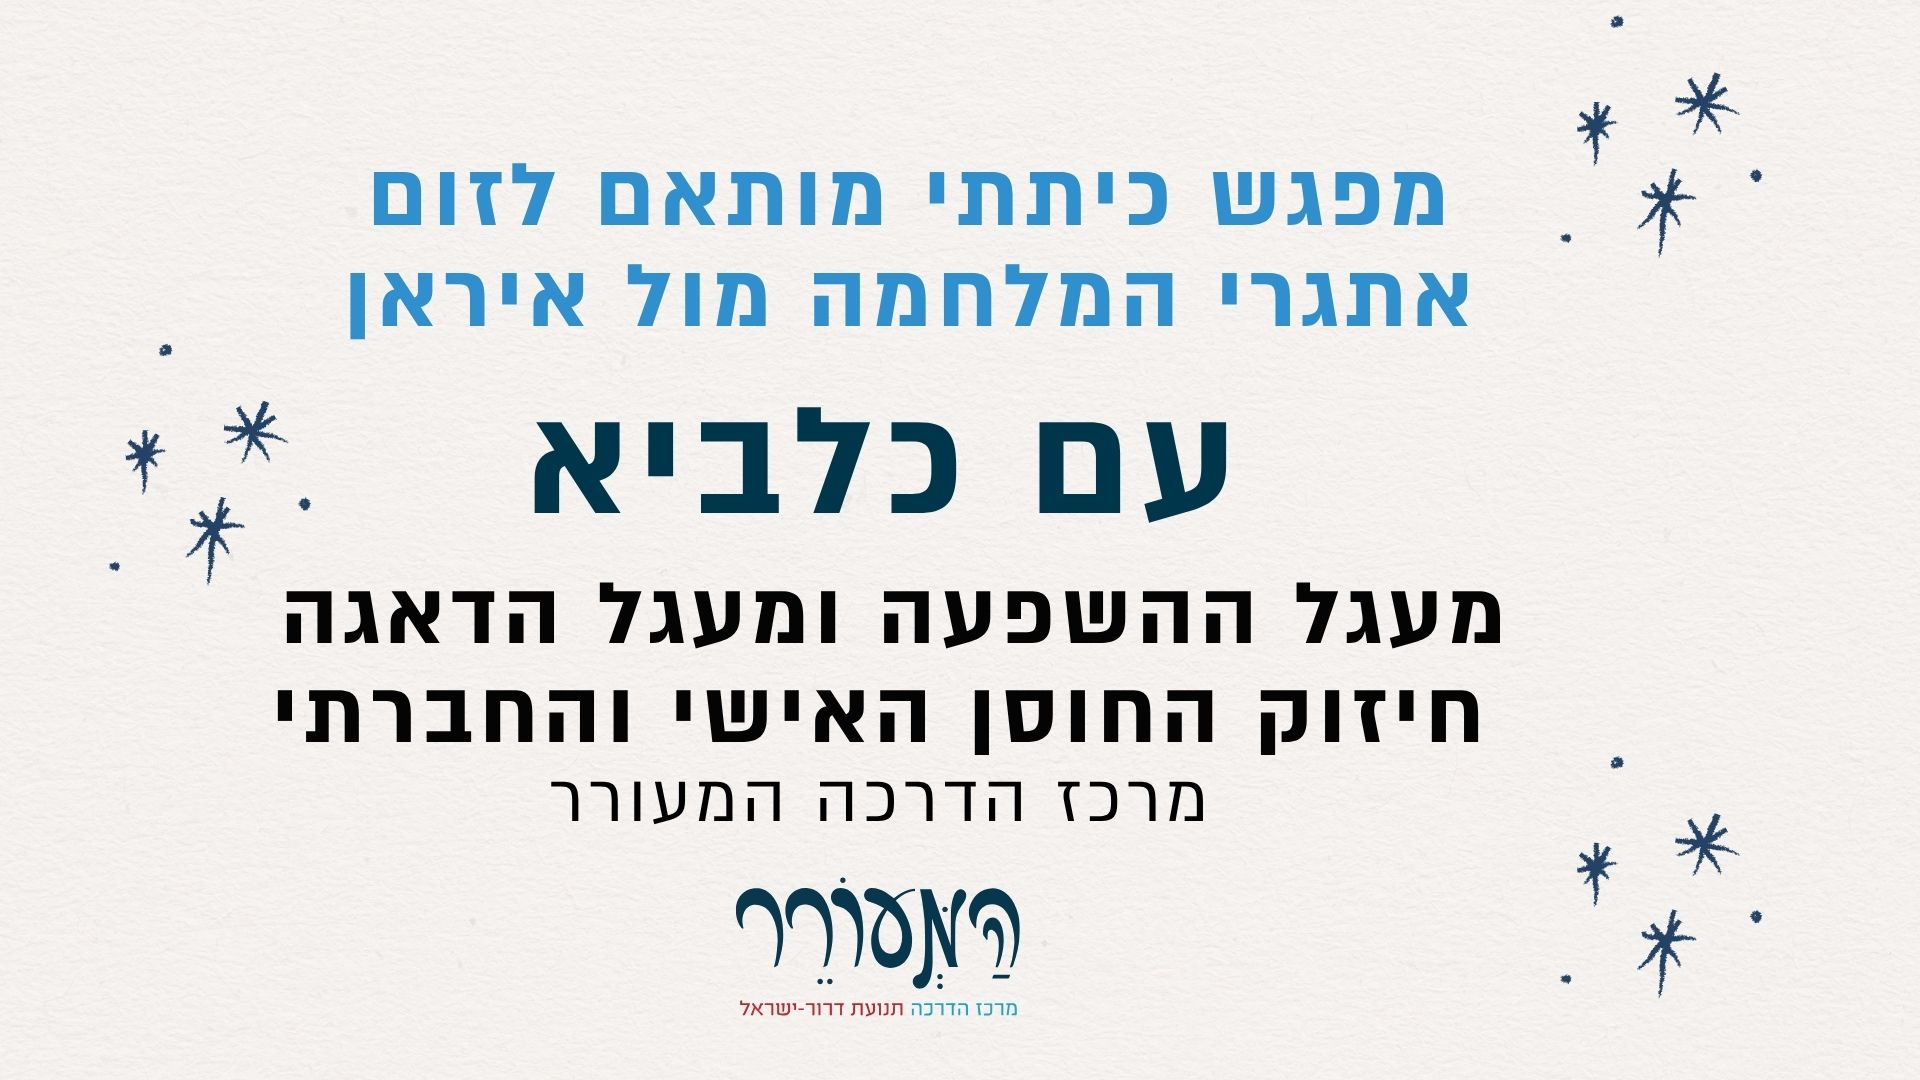 מפגש כיתתי מותאם לזום
אתגרי המלחמה מול איראן
עם כלביא
מעגל ההשפעה ומעגל הדאגה
חיזוק החוסן האישי והחברתי
מרכז הדרכה המעורר
הַמְּעוֹרֵר
מרכז הדרכה תנועת דרור-ישראל